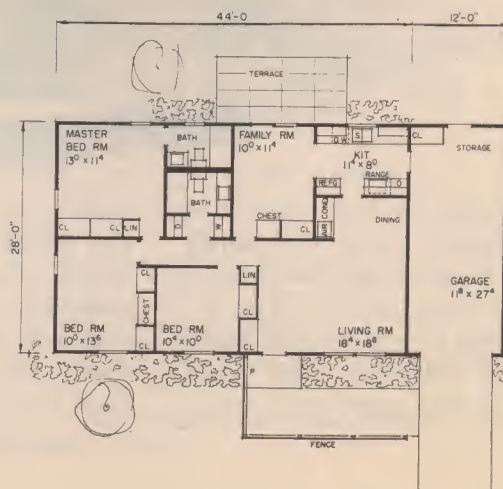 44'-0
12'-0"
TERRACE
MASTER
BED RM
13⁰ x 11⁴
BATH
FAMILY RM
10⁰ x 11⁴
D W
S
KIT
11⁴ x 8⁰
CL
STORAGE
RANGE
REFG
O
BATH
28'-0"
CL
CL
LIN
D
W
CHEST
CL
AIR COND
DINING
CL
LIN
GARAGE
11⁸ x 27⁴
CHEST
CL
BED RM
10⁰ x 13⁶
CL
BED RM
10⁴ x 10⁰
CL
LIVING RM
18⁴ x 18⁸
P
FENCE